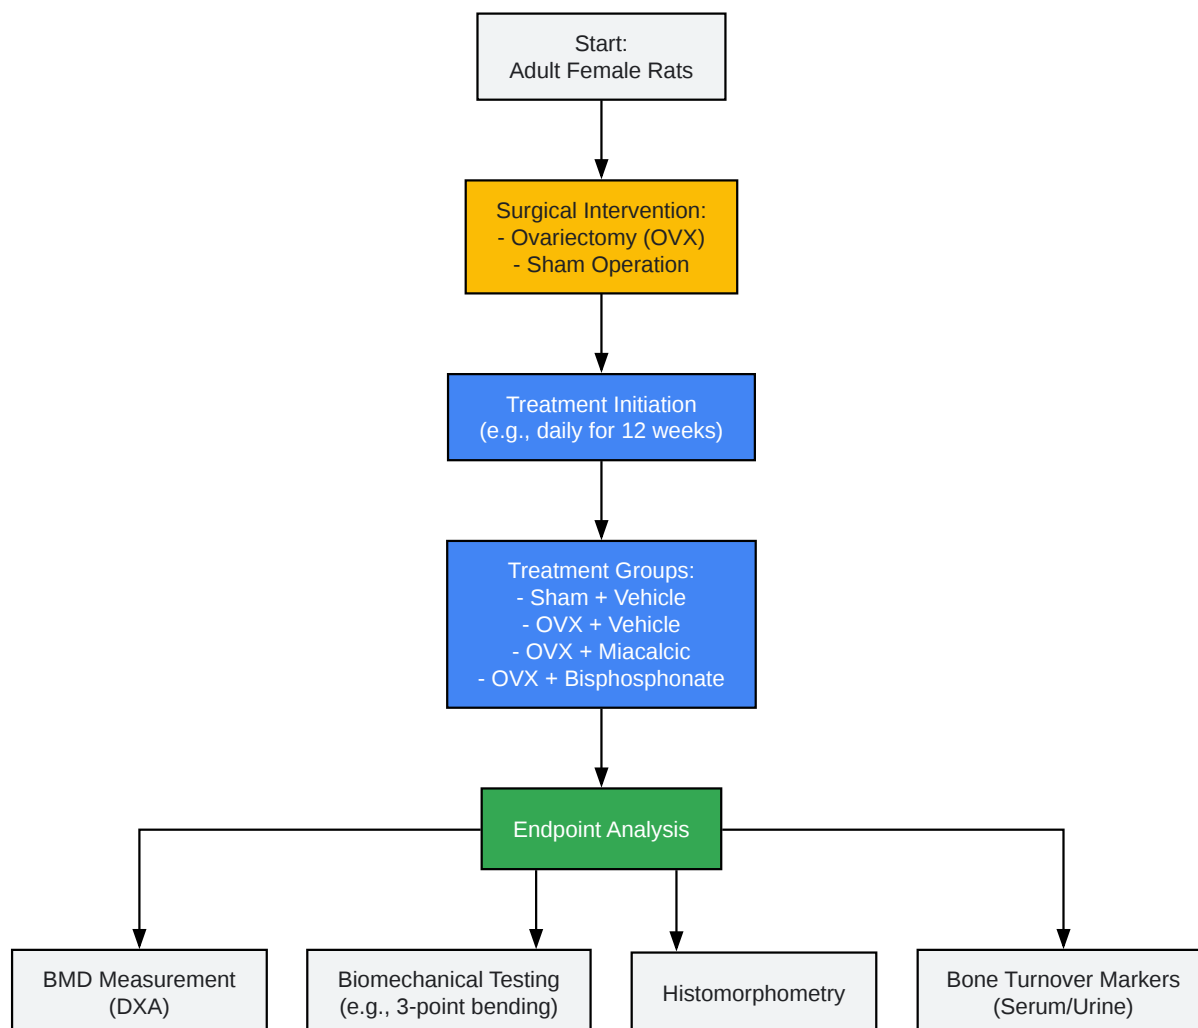 Start:
Adult Female Rats
Surgical Intervention:
- Ovariectomy (OVX)
- Sham Operation
Treatment Initiation
(e.g., daily for 12 weeks)
Treatment Groups:
- Sham + Vehicle
- OVX + Vehicle
- OVX + Miacalcic
- OVX + Bisphosphonate
Endpoint Analysis
BMD Measurement
(DXA)
Biomechanical Testing
(e.g., 3-point bending)
Histomorphometry
Bone Turnover Markers
(Serum/Urine)